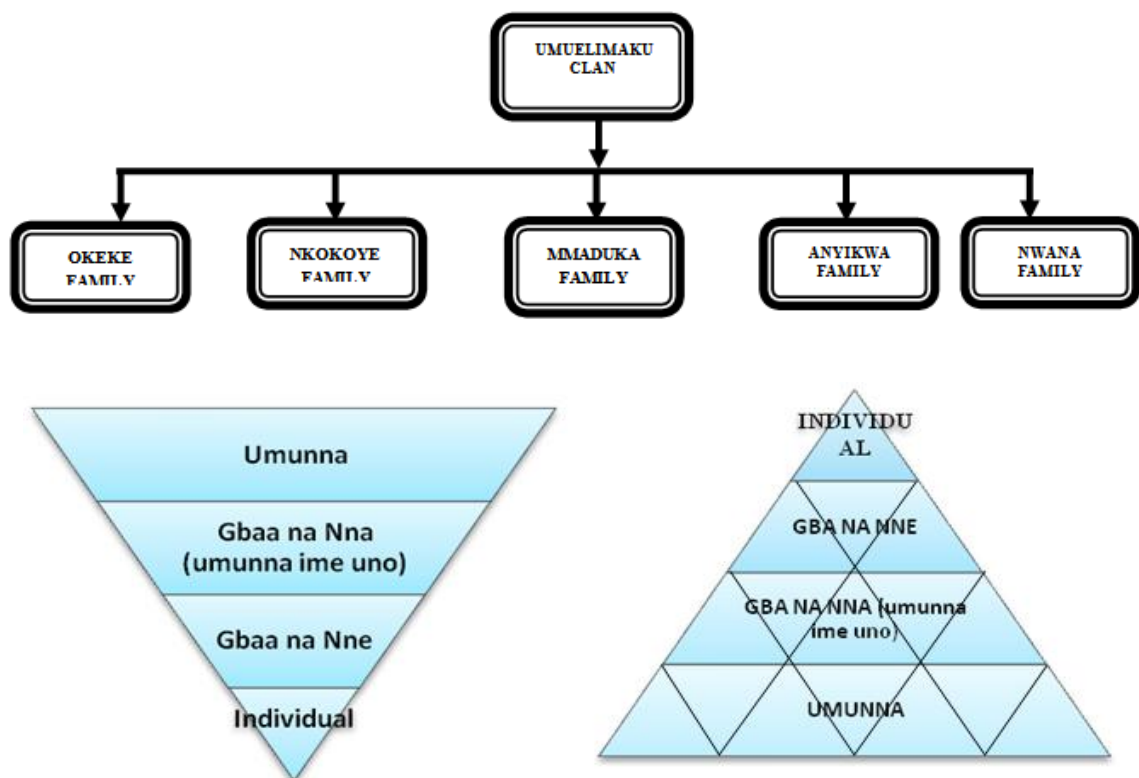 UMUELIMAKU
CLAN
OKEKE
FAMILY
NKOKOYE
FAMILY
MMADUKA
FAMILY
ANYIKWA
FAMILY
NWANA
FAMILY
Umunna
Gbaa na Nna
(umunna ime uno)
Gbaa na Nne
Individual
INDIVIDU
AL
GBA NA NNE
GBA NA NNA (umunna
ime uno)
UMUNNA